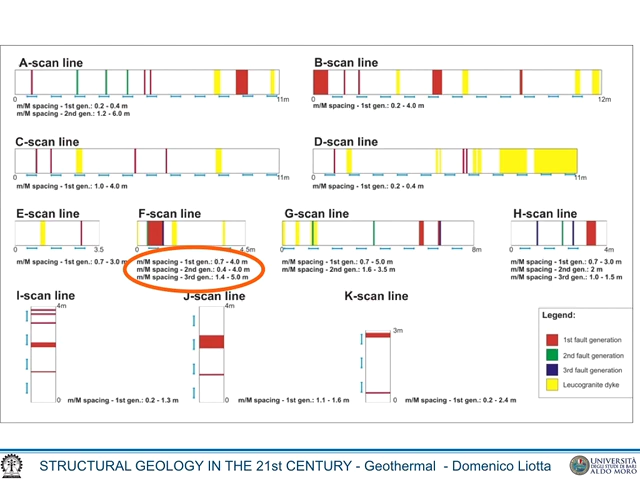 A-scan line
0
11m
m/M spacing - 1st gen.: 0.2 - 0.4 m
m/M spacing - 2nd gen.: 1.2 - 6.0 m
B-scan line
0
12m
m/M spacing - 1st gen.: 0.2 - 4.0 m
C-scan line
0
11m
m/M spacing - 1st gen.: 1.0 - 4.0 m
D-scan line
0
11m
m/M spacing - 1st gen.: 0.2 - 0.4 m
E-scan line
0
3.5
m/M spacing - 1st gen.: 0.7 - 3.0 m
F-scan line
0
4.5m
m/M spacing - 1st gen.: 0.7 - 4.0 m
m/M spacing - 2nd gen.: 0.4 - 4.0 m
m/M spacing - 3rd gen.: 1.4 - 5.0 m
G-scan line
0
8m
m/M spacing - 1st gen.: 0.7 - 5.0 m
m/M spacing - 2nd gen.: 1.6 - 3.5 m
H-scan line
0
4m
m/M spacing - 1st gen.: 0.7 - 3.0 m
m/M spacing - 2nd gen.: 2 m
m/M spacing - 3rd gen.: 1.0 - 1.5 m
I-scan line
4m
0
m/M spacing - 1st gen.: 0.2 - 1.3 m
J-scan line
4m
0
m/M spacing - 1st gen.: 1.1 - 1.6 m
K-scan line
3m
0
m/M spacing - 1st gen.: 0.2 - 2.4 m
Legend:
1st fault generation
2nd fault generation
3rd fault generation
Leucogranite dyke
STRUCTURAL GEOLOGY IN THE 21st CENTURY - Geothermal - Domenico Liotta
UNIVERSITÀ
DEGLI STUDI DI BARI
ALDO MORO